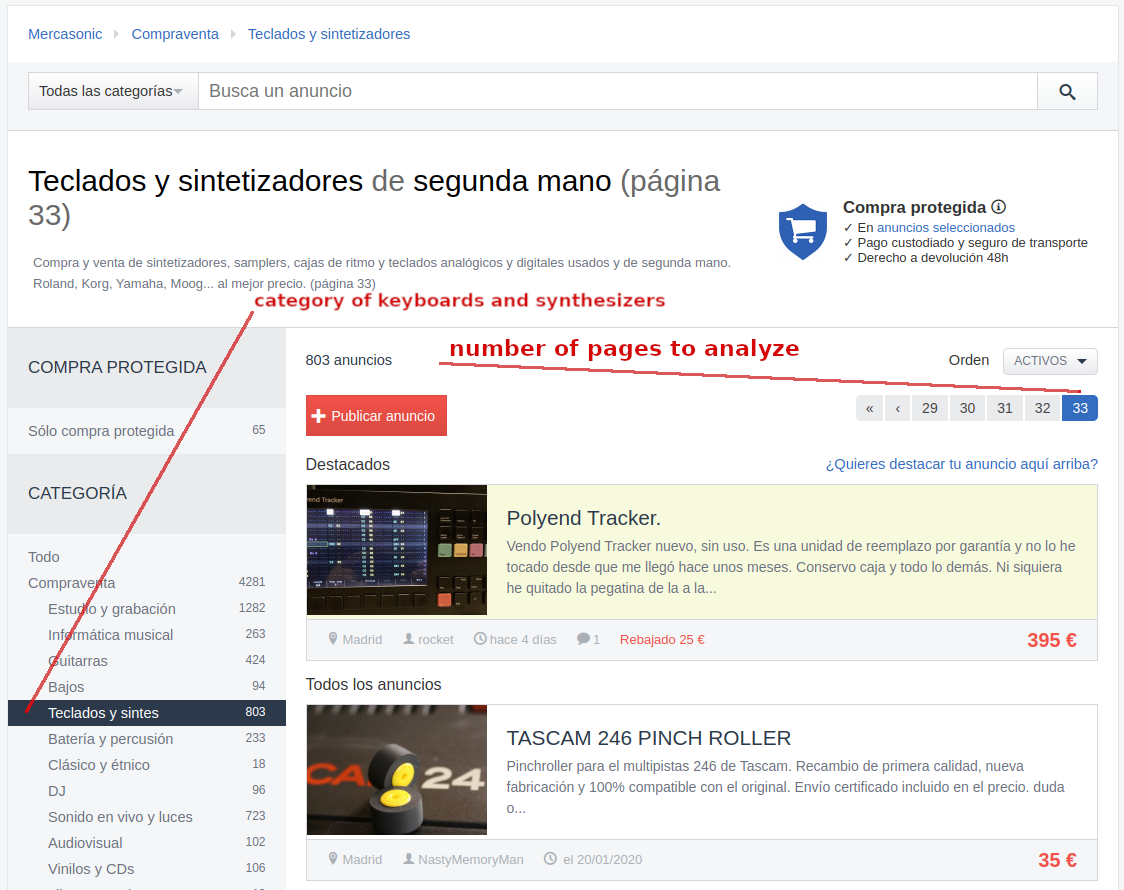 Mercasonic Compraventa Teclados y sintetizadores
Todas las categorías Busca un anuncio
Teclados y sintetizadores de segunda mano (página
33)
Compra y venta de sintetizadores, samplers, cajas de ritmo y teclados analógicos y digitales usados y de segunda mano.
Roland, Korg, Yamaha, Moog... al mejor precio. (página 33)
Compra protegida
✓ En anuncios seleccionados
✓ Pago custodiado y seguro de transporte
✓ Derecho a devolución 48h
category of keyboards and synthesizers
COMPRA PROTEGIDA
Sólo compra protegida 65
CATEGORÍA
Todo
Compraventa 4281
Estudio y grabación 1282
Informática musical 263
Guitarras 424
Bajos 94
Teclados y sintes 803
Batería y percusión 233
Clásico y étnico 18
DJ 96
Sonido en vivo y luces 723
Audiovisual 102
Vinilos y CDs 106
803 anuncios
number of pages to analyze
Orden ACTIVOS
Publicar anuncio
« ‹ 29 30 31 32 33
Destacados
¿Quieres destacar tu anuncio aquí arriba?
Polyend Tracker.
Vendo Polyend Tracker nuevo, sin uso. Es una unidad de reemplazo por garantía y no lo he
tocado desde que me llegó hace unos meses. Conservo caja y todo lo demás. Ni siquiera
he quitado la pegatina de la a la...
Madrid rocket hace 4 días 1 Rebajado 25 € 395 €
Todos los anuncios
CA 24
TASCAM 246 PINCH ROLLER
Pinchroller para el multipistas 246 de Tascam. Recambio de primera calidad, nueva
fabricación y 100% compatible con el original. Envío certificado incluido en el precio. duda
o...
Madrid NastyMemoryMan el 20/01/2020 35 €